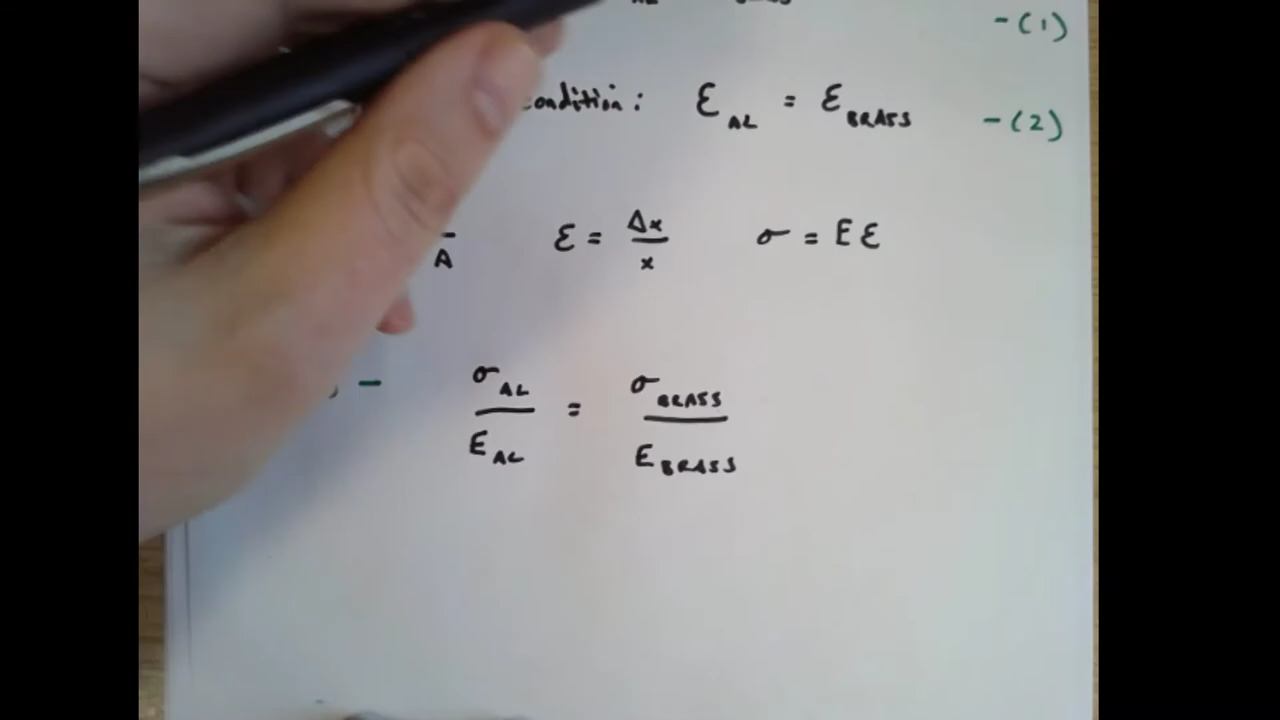 - (1)
condition: ε_AL = ε_BRASS - (2)
A ε = Δx/x σ = Eε
- σ_AL/E_AL = σ_BRASS/E_BRASS